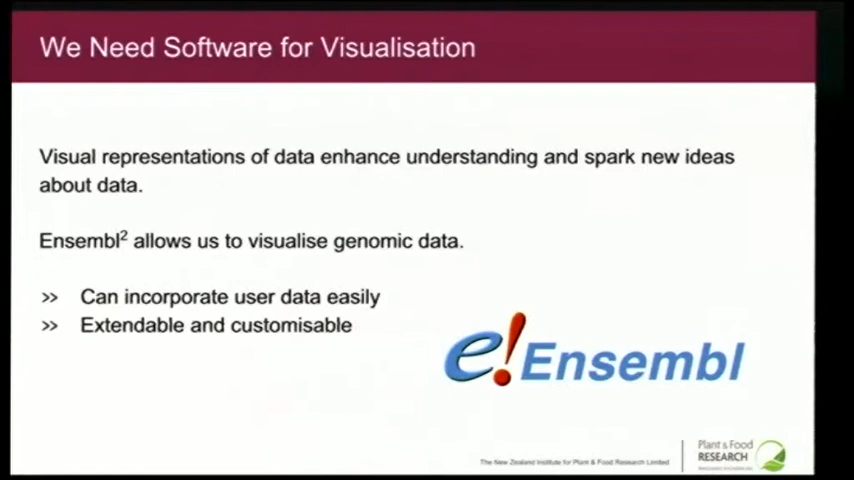 We Need Software for Visualisation
Visual representations of data enhance understanding and spark new ideas
about data.
Ensembl² allows us to visualise genomic data.
>> Can incorporate user data easily
>> Extendable and customisable
e!Ensembl
The New Zealand Institute for Plant & Food Research Limited
Plant & Food
RESEARCH